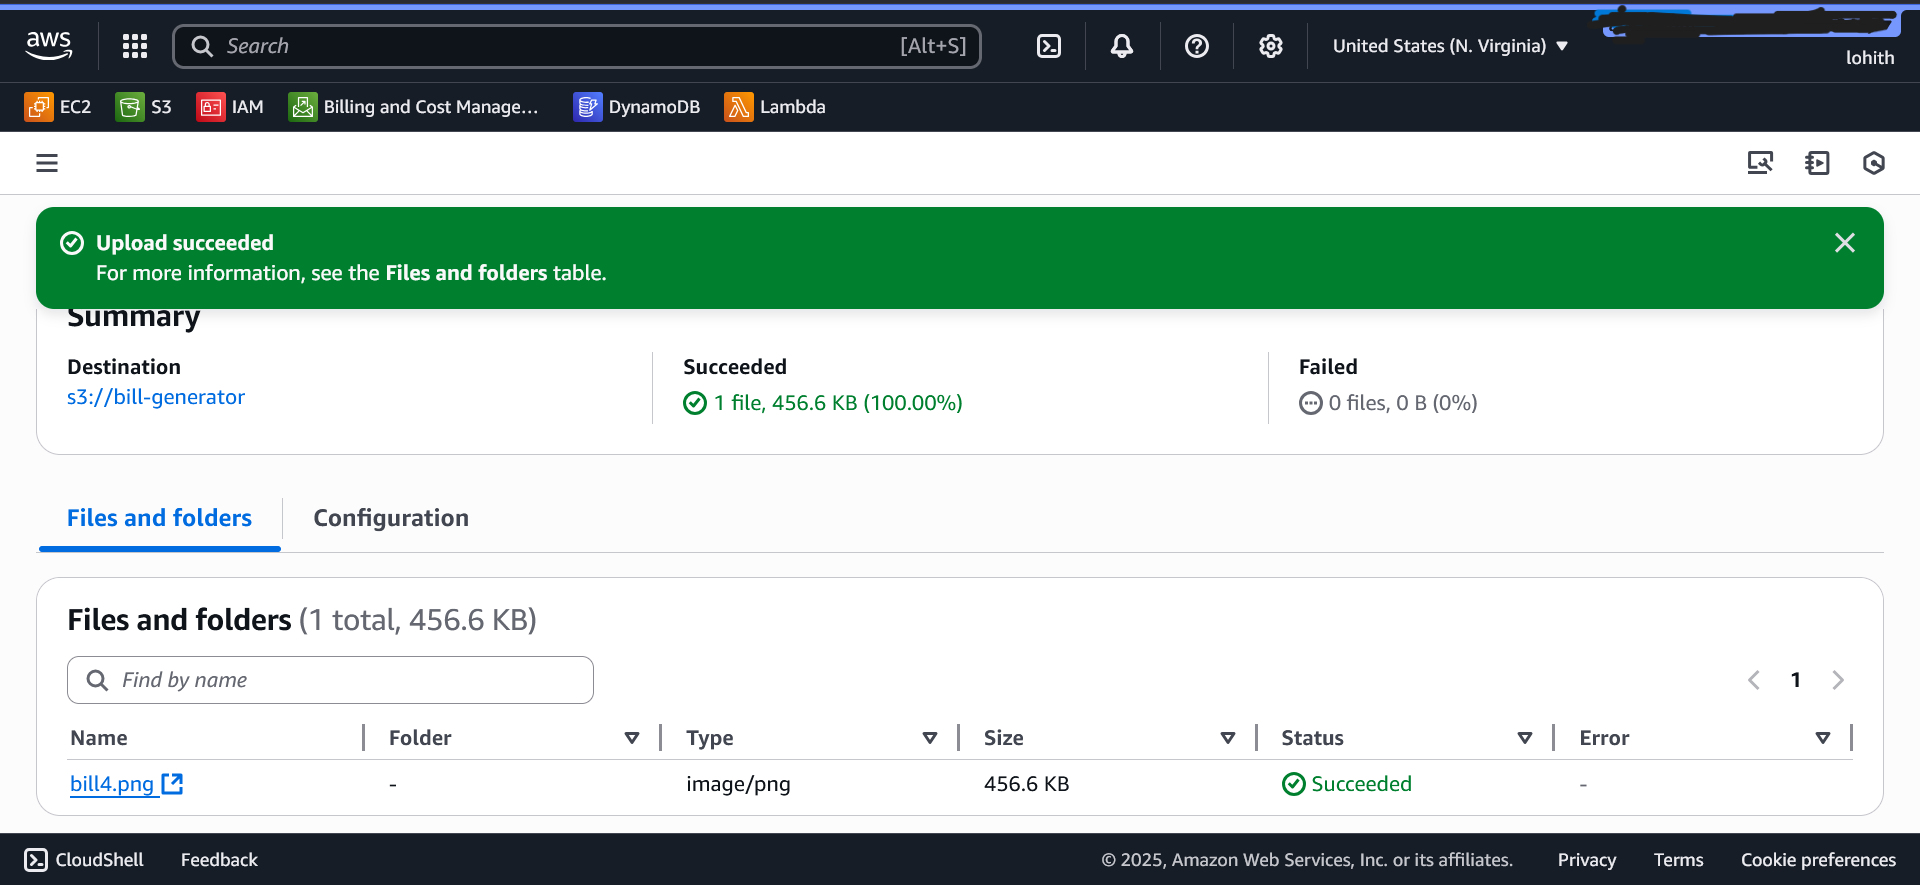 aws
Search [Alt+S]
United States (N. Virginia)
lohith
EC2 S3 IAM Billing and Cost Manage... DynamoDB Lambda
Upload succeeded
For more information, see the Files and folders table.
Summary
Destination Succeeded Failed
s3://bill-generator 1 file, 456.6 KB (100.00%) 0 files, 0 B (0%)
Files and folders Configuration
Files and folders (1 total, 456.6 KB)
Find by name
1
Name Folder Type Size Status Error
bill4.png - image/png 456.6 KB Succeeded -
CloudShell Feedback © 2025, Amazon Web Services, Inc. or its affiliates. Privacy Terms Cookie preferences